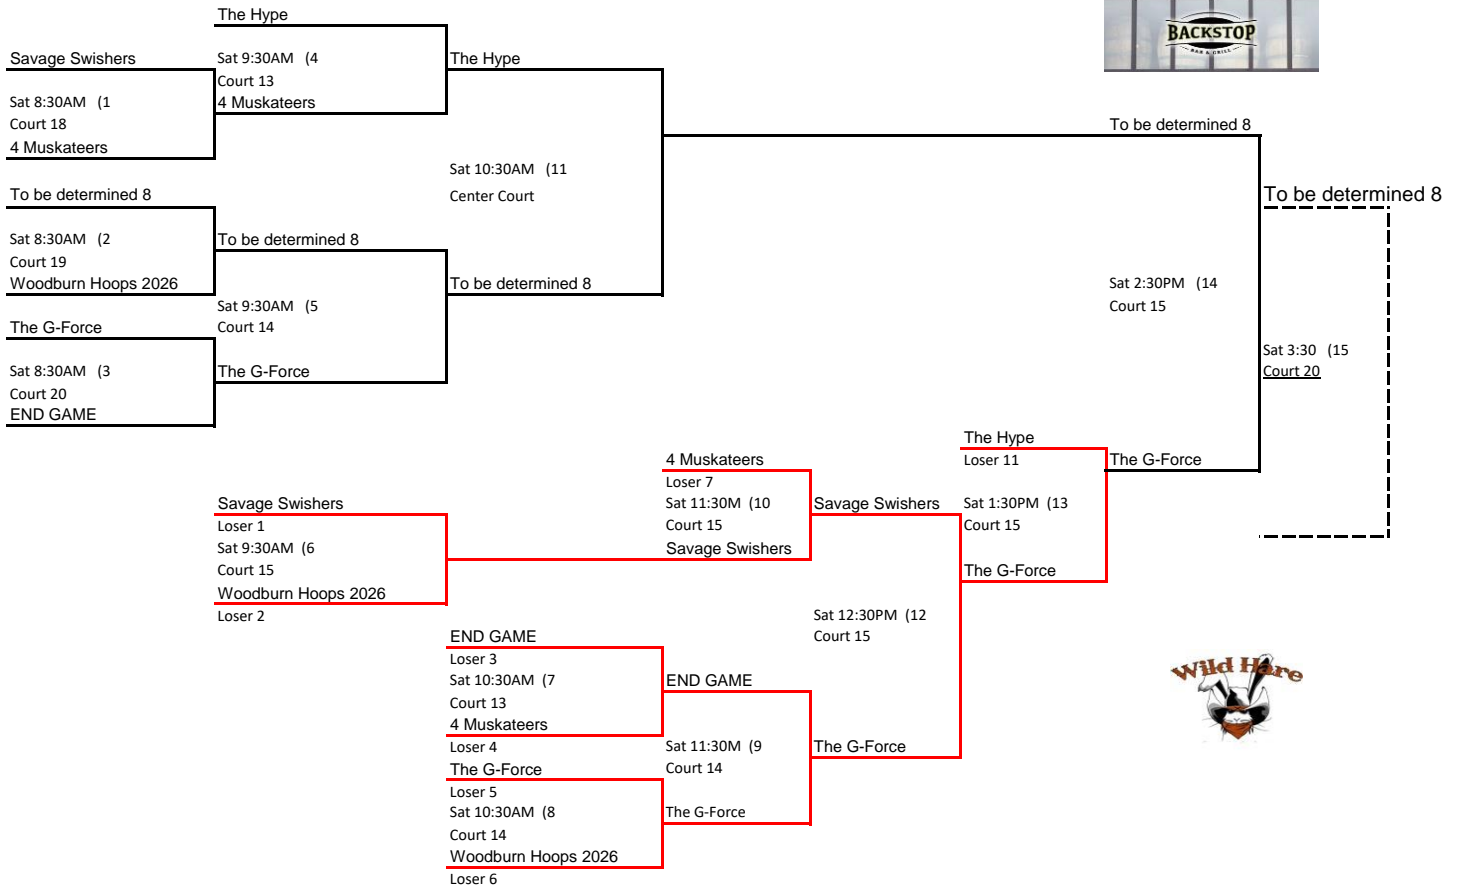 The Hype
BACKSTOP
BAR & GRILL
Savage Swishers
Sat 9:30AM (4
The Hype
Court 13
Sat 8:30AM (1
4 Muskateers
Court 18
To be determined 8
4 Muskateers
Sat 10:30AM (11
To be determined 8
Center Court
To be determined 8
Sat 8:30AM (2
To be determined 8
Court 19
Woodburn Hoops 2026
To be determined 8
Sat 2:30PM (14
Sat 9:30AM (5
Court 15
The G-Force
Court 14
Sat 3:30 (15
Sat 8:30AM (3
The G-Force
Court 20
Court 20
END GAME
The Hype
4 Muskateers
Loser 11
The G-Force
Loser 7
Savage Swishers
Sat 11:30M (10
Savage Swishers
Sat 1:30PM (13
Loser 1
Court 15
Court 15
Sat 9:30AM (6
Savage Swishers
Court 15
The G-Force
Woodburn Hoops 2026
Loser 2
Sat 12:30PM (12
END GAME
Court 15
Loser 3
Sat 10:30AM (7
END GAME
Wild Hare
Court 13
4 Muskateers
Loser 4
Sat 11:30M (9
The G-Force
The G-Force
Court 14
Loser 5
Sat 10:30AM (8
The G-Force
Court 14
Woodburn Hoops 2026
Loser 6